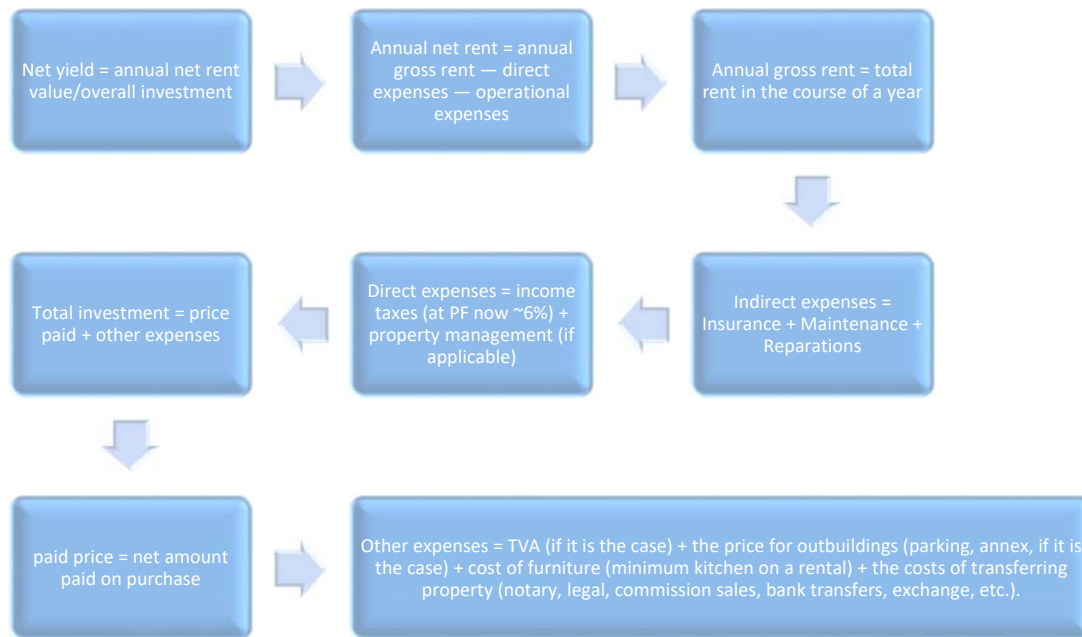 Net yield = annual net rent
value/overall investment
Annual net rent = annual
gross rent — direct
expenses — operational
expenses
Annual gross rent = total
rent in the course of a year
Indirect expenses =
Insurance + Maintenance +
Reparations
Direct expenses = income
taxes (at PF now ~6%) +
property management (if
applicable)
Total investment = price
paid + other expenses
paid price = net amount
paid on purchase
Other expenses = TVA (if it is the case) + the price for outbuildings (parking, annex, if it is
the case) + cost of furniture (minimum kitchen on a rental) + the costs of transferring
property (notary, legal, commission sales, bank transfers, exchange, etc.).